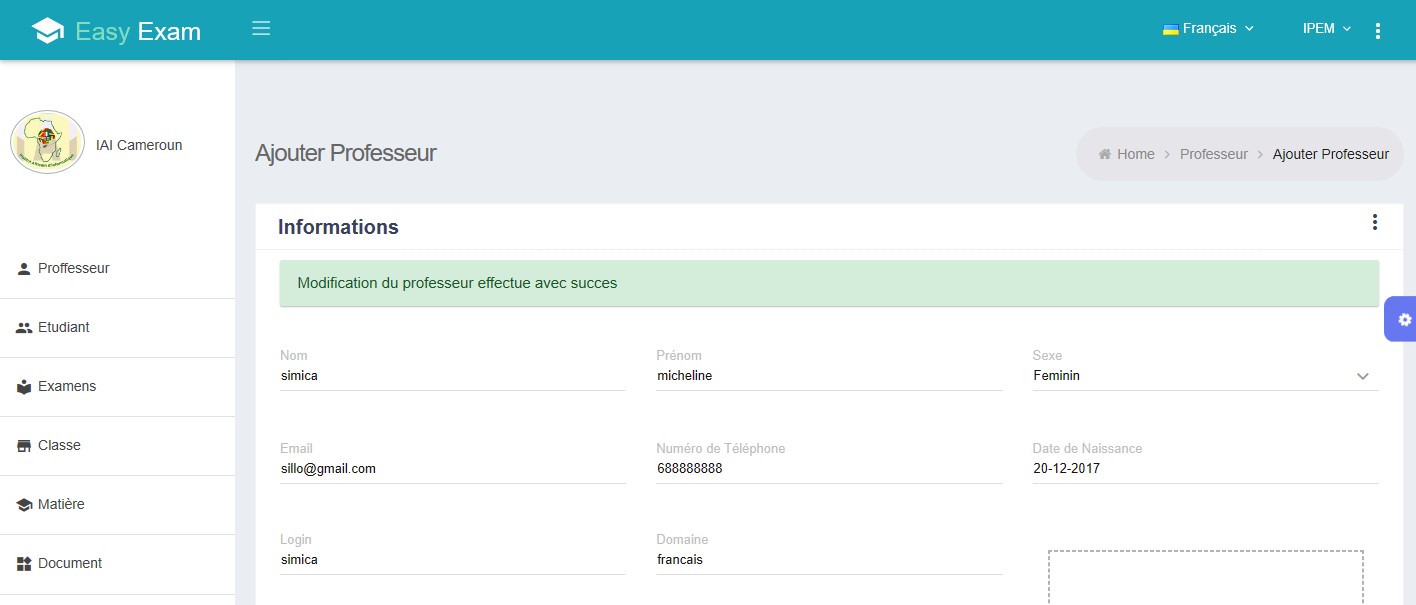 Easy Exam
Français
IPEM
IAI Cameroun
Ajouter Professeur
Home > Professeur > Ajouter Professeur
Informations
Modification du professeur effectue avec succes
Proffesseur
Etudiant
Examens
Classe
Matière
Document
Nom
Prénom
Sexe
simica
micheline
Feminin
Email
Numéro de Téléphone
Date de Naissance
sillo@gmail.com
688888888
20-12-2017
Login
Domaine
simica
francais